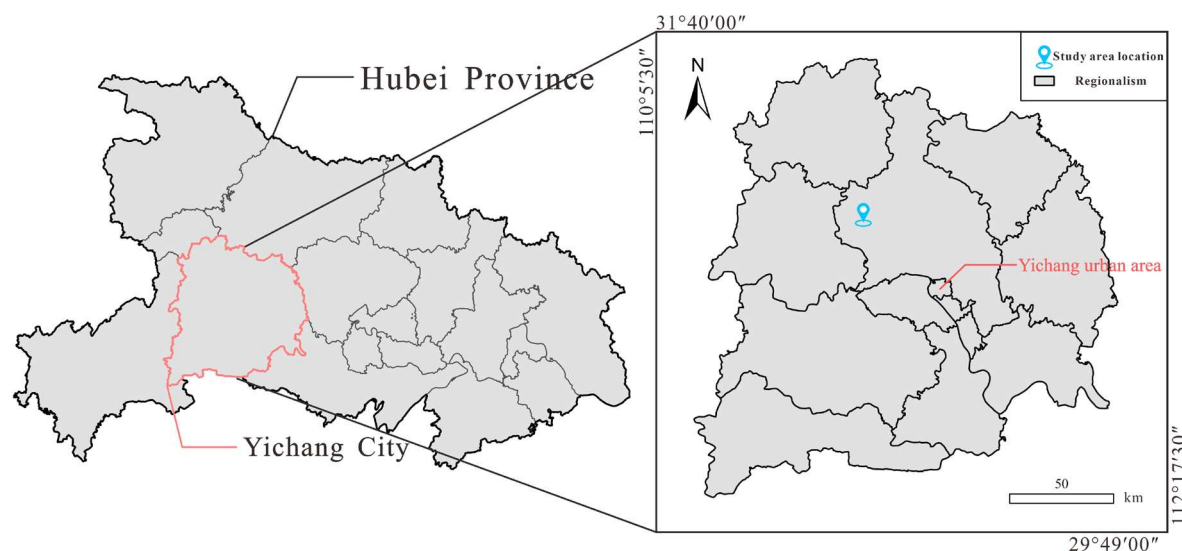 31°40′00″
Hubei Province
110°5′30″
N
Study area location
Regionalism
Yichang urban area
Yichang City
50
km
112°17′30″
29°49′00″